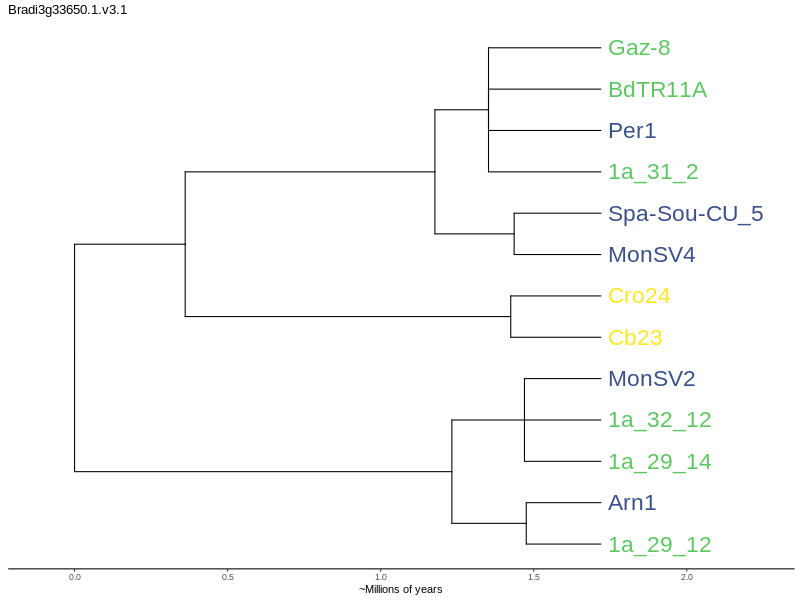 Bradi3g33650.1.v3.1
Gaz-8
BdTR11A
Per1
1a_31_2
Spa-Sou-CU_5
MonSV4
Cro24
Cb23
MonSV2
1a_32_12
1a_29_14
Arn1
1a_29_12
0.0 0.5 1.0 1.5 2.0
~Millions of years